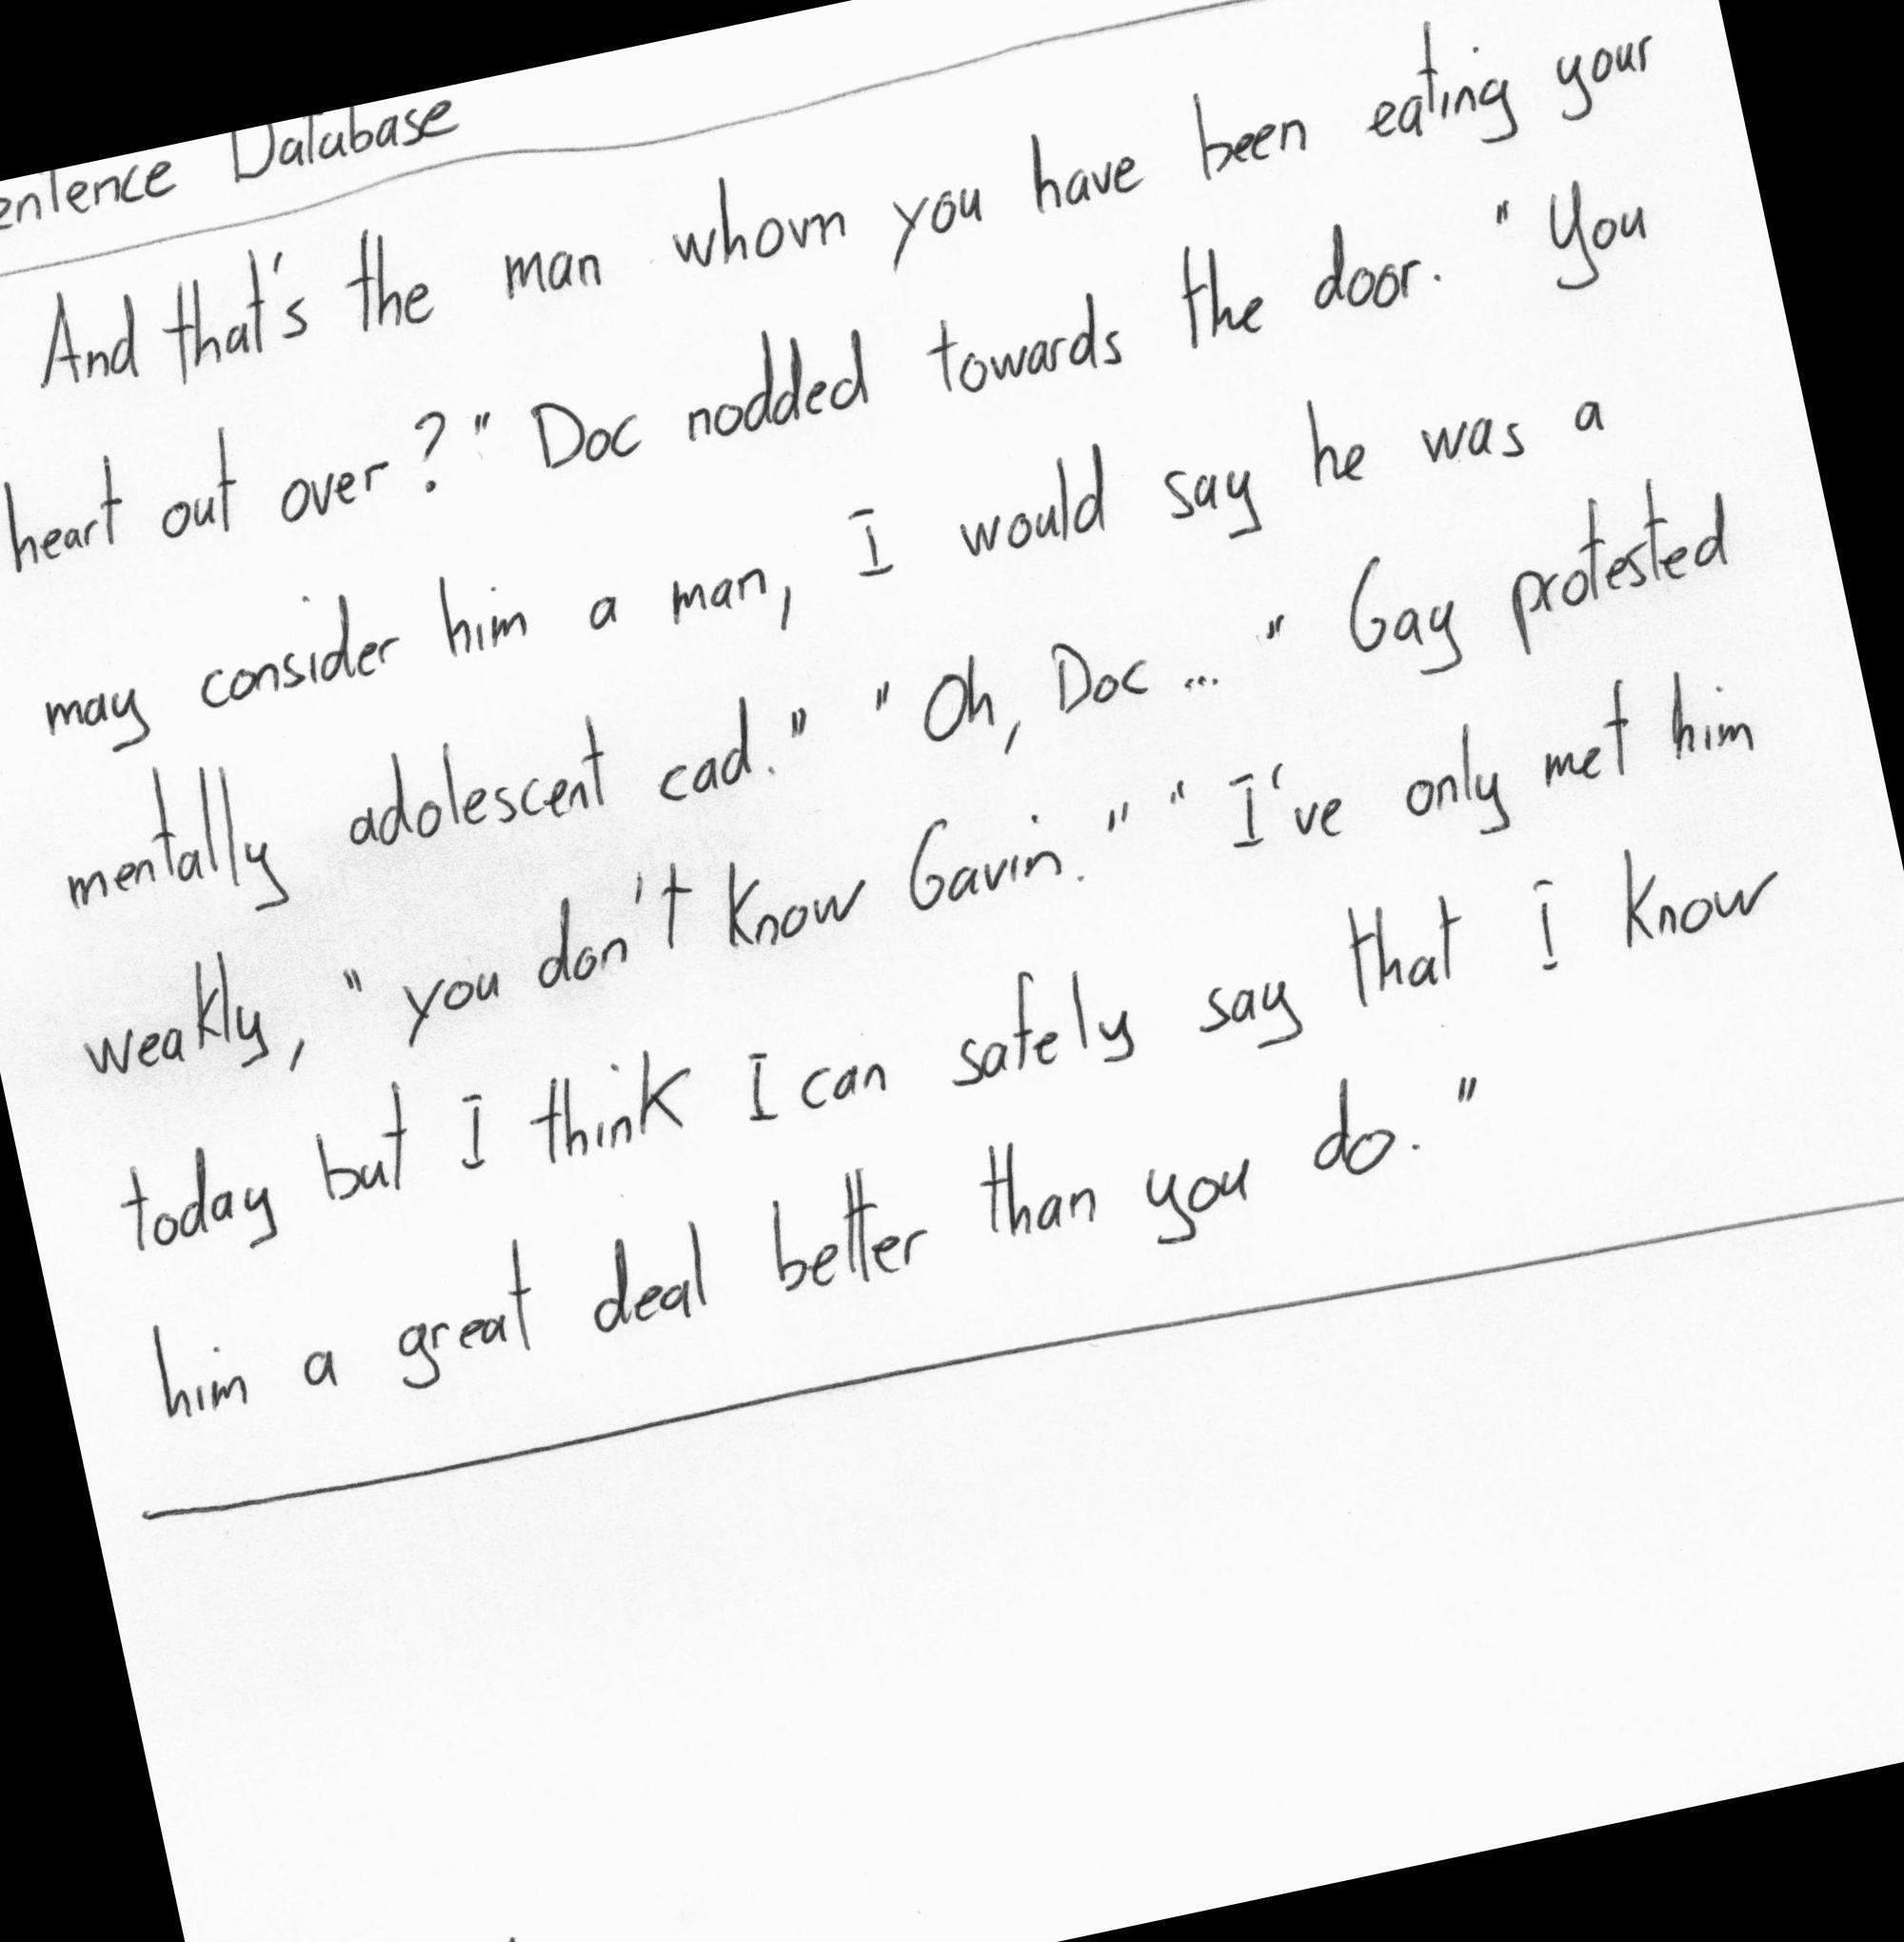 Database
And that's the man whom you have been eating your
heart out over?" Doc nodded towards the door. "You
may consider him a man, I would say he was a
mentally adolescent cad." "Oh, Doc..." Gay protested
weakly, "you don't know Gavin." "I've only met him
today but I think I can safely say that I know
him a great deal better than you do."